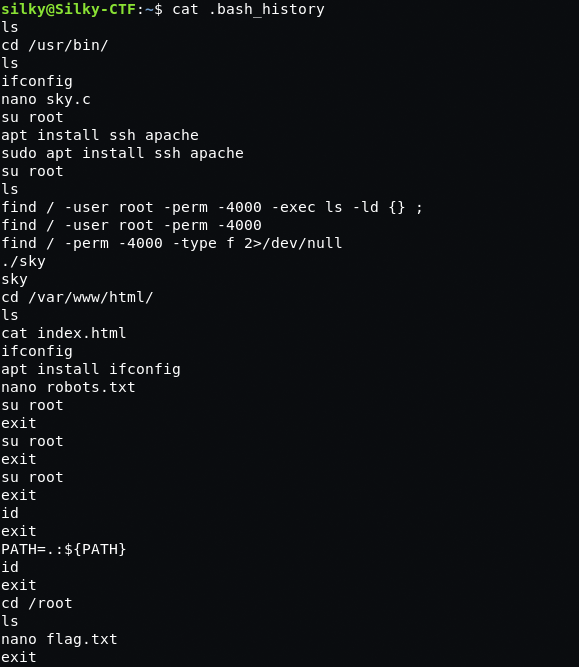 silky@Silky-CTF:~$ cat .bash_history
ls
cd /usr/bin/
ls
ifconfig
nano sky.c
su root
apt install ssh apache
sudo apt install ssh apache
su root
ls
find / -user root -perm -4000 -exec ls -ld {} ;
find / -user root -perm -4000
find / -perm -4000 -type f 2>/dev/null
./sky
sky
cd /var/www/html/
ls
cat index.html
ifconfig
apt install ifconfig
nano robots.txt
su root
exit
su root
exit
su root
exit
id
exit
PATH=.:${PATH}
id
exit
cd /root
ls
nano flag.txt
exit